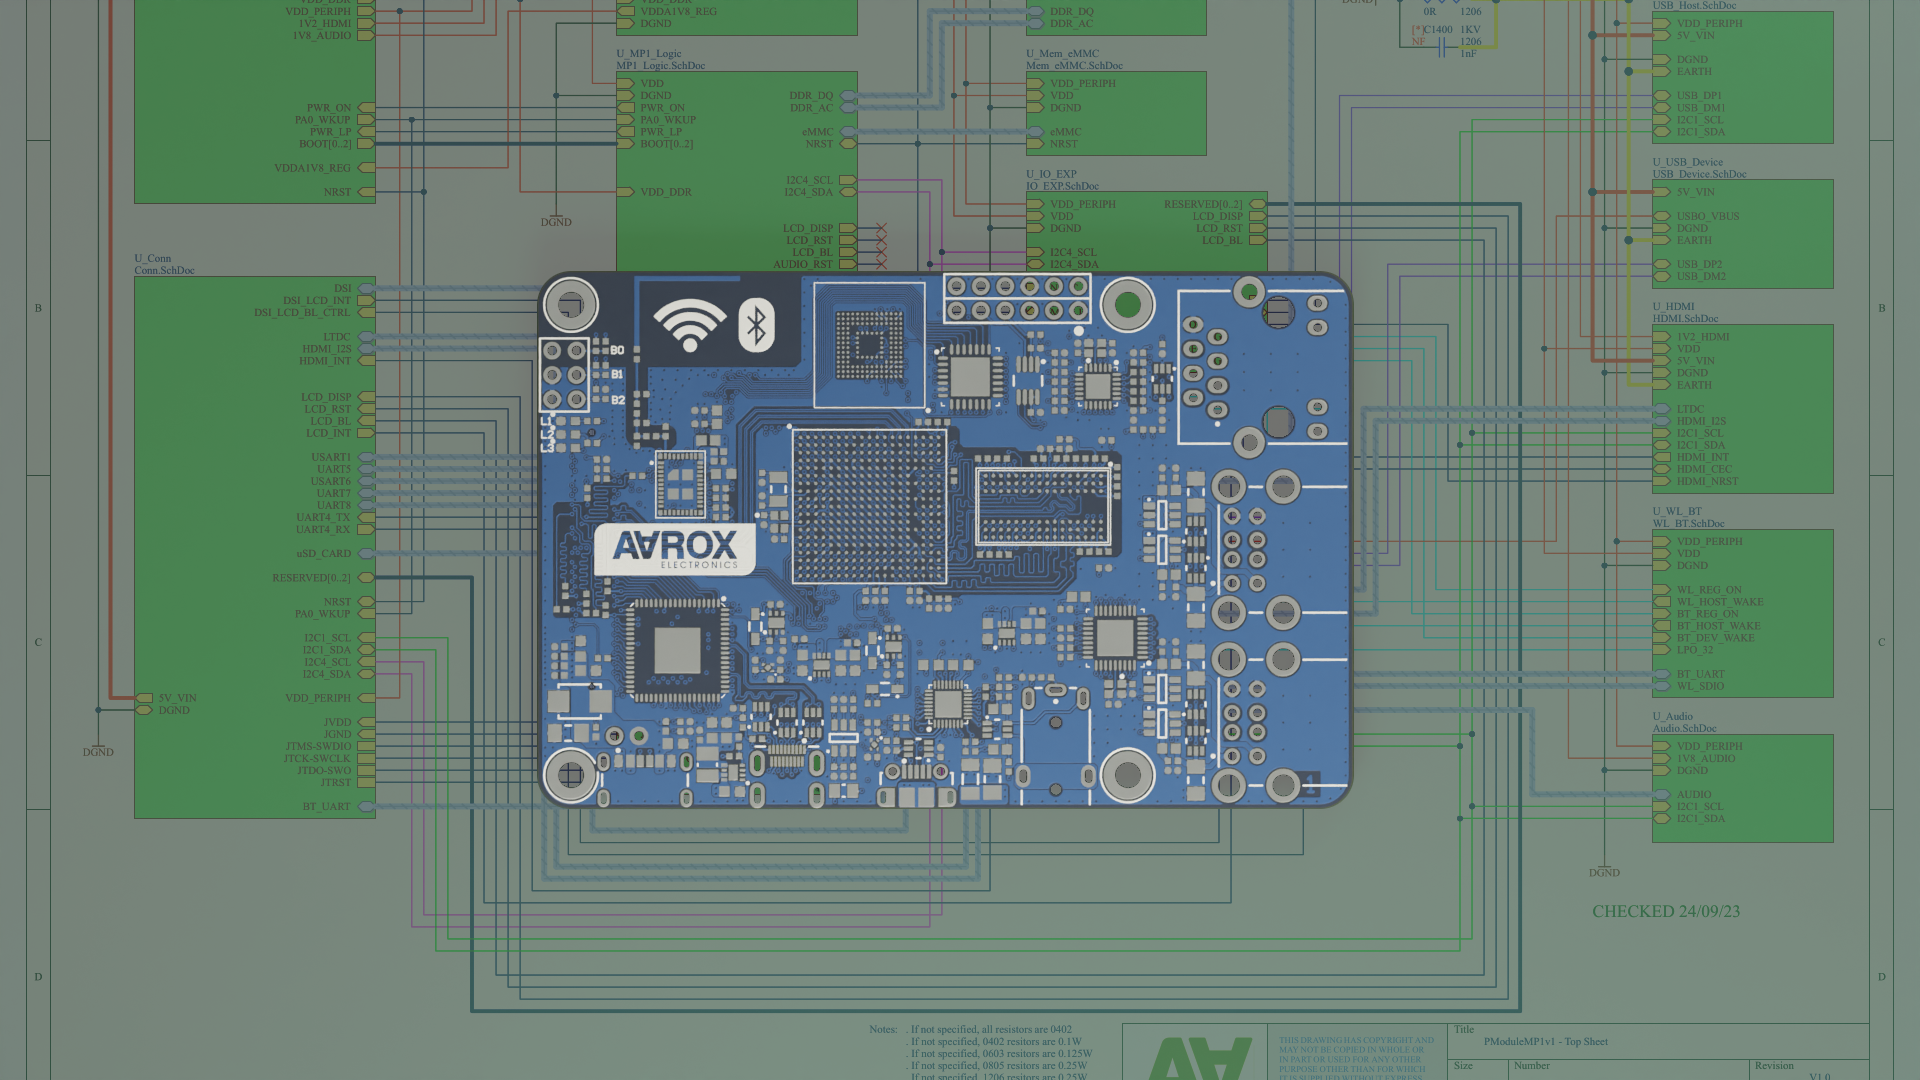 VDD_PERIPH
1V2_HDMI
1V8_AUDIO
PWR_ON
PA0_WKUP
PWR_LP
BOOT[0..2]
VDDA1V8_REG
NRST
VDDA1V8_REG
DGND
DGND
U_MP1_Logic
MP1_Logic.SchDoc
VDD
DGND
PWR_ON
PA0_WKUP
PWR_LP
BOOT[0..2]
VDD_DDR
DDR_DQ
DDR_AC
eMMC
NRST
I2C4_SCL
I2C4_SDA
LCD_DISP
LCD_RST
LCD_BL
AUDIO_RST
DDR_DQ
DDR_AC
U_Mem_eMMC
Mem_eMMC.SchDoc
VDD_PERIPH
VDD
DGND
eMMC
NRST
U_IO_EXP
IO_EXP.SchDoc
VDD_PERIPH
VDD
DGND
I2C4_SCL
I2C4_SDA
RESERVED[0..2]
LCD_DISP
LCD_RST
LCD_BL
0R 1206
[*]C1400 1KV
NF 1206
1nF
USB_Host.SchDoc
VDD_PERIPH
5V_VIN
DGND
EARTH
USB_DP1
USB_DM1
I2C1_SCL
I2C1_SDA
U_USB_Device
USB_Device.SchDoc
5V_VIN
USBO_VBUS
DGND
EARTH
USB_DP2
USB_DM2
U_HDMI
HDMI.SchDoc
1V2_HDMI
VDD
5V_VIN
DGND
EARTH
LTDC
HDMI_I2S
I2C1_SCL
I2C1_SDA
HDMI_INT
HDMI_CEC
HDMI_NRST
U_WL_BT
WL_BT.SchDoc
VDD_PERIPH
VDD
DGND
WL_REG_ON
WL_HOST_WAKE
BT_REG_ON
BT_HOST_WAKE
BT_DEV_WAKE
LPO_32
BT_UART
WL_SDIO
U_Audio
Audio.SchDoc
VDD_PERIPH
1V8_AUDIO
DGND
AUDIO
I2C1_SCL
I2C1_SDA
DGND
CHECKED 24/09/23
U_Conn
Conn.SchDoc
DSI
DSI_LCD_INT
DSI_LCD_BL_CTRL
LTDC
HDMI_I2S
HDMI_INT
LCD_DISP
LCD_RST
LCD_BL
LCD_INT
USART1
UART5
USART6
UART7
UART8
UART4_TX
UART4_RX
uSD_CARD
RESERVED[0..2]
NRST
PA0_WKUP
I2C1_SCL
I2C1_SDA
I2C4_SCL
I2C4_SDA
VDD_PERIPH
JVDD
JGND
JTMS-SWDIO
JTCK-SWCLK
JTDO-SWO
JTRST
BT_UART
5V_VIN
DGND
DGND
B
C
D
B
C
D
B0
B1
B2
L1
L2
L3
AAROX
ELECTRONICS
1
Notes: . If not specified, all resistors are 0402
. If not specified, 0402 resitors are 0.1W
. If not specified, 0603 resitors are 0.125W
. If not specified, 0805 resitors are 0.25W
. If not specified, 1206 resitors are 0.25W
THIS DRAWING HAS COPYRIGHT AND
MAY NOT BE COPIED IN WHOLE OR
IN PART OR USED FOR ANY OTHER
PURPOSE OTHER THAN FOR WHICH
IT IS SUPPLIED WITHOUT EXPRESS
Title
PModuleMP1v1 - Top Sheet
Size Number Revision
V1.0